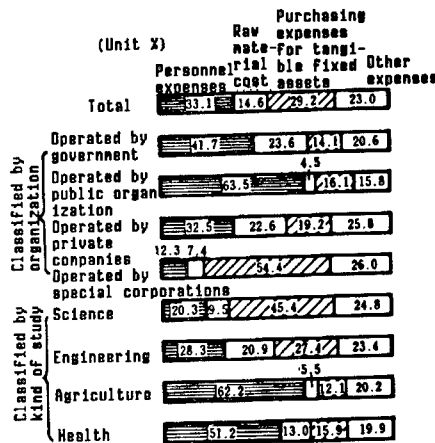 (Unit %)
Personnel expenses
Raw mate-rial cost
Purchasing expenses for tangi-ble fixed assets
Other expenses
Total 33.1 14.6 29.2 23.0
Classified by organization
Operated by government 41.7 23.6 14.1 20.6
Operated by public organ ization 63.5 4.5 16.1 15.8
Operated by private companies 32.5 22.6 19.2 25.8
Operated by special corporations 12.3 7.4 54.4 26.0
Classified by kind of study
Science 20.3 9.5 45.4 24.8
Engineering 28.3 20.9 27.4 23.4
Agriculture 62.2 5.5 12.1 20.2
Health 51.2 13.0 15.9 19.9